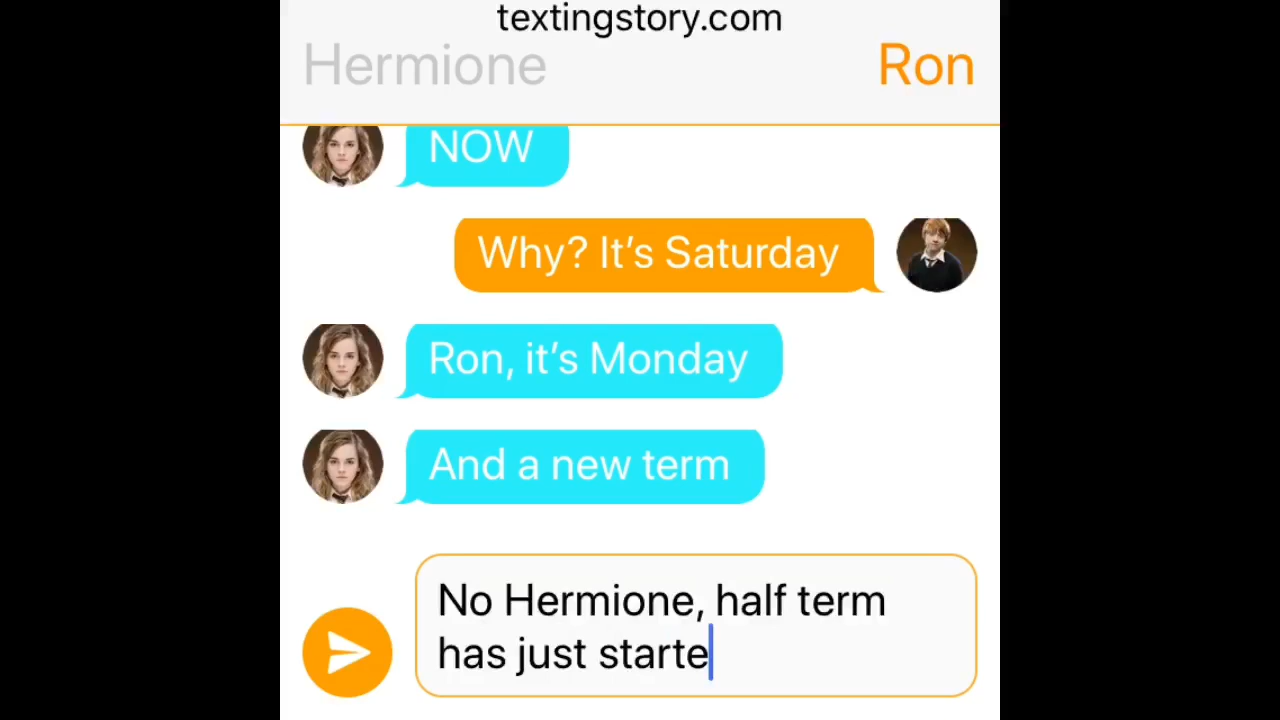 textingstory.com
Hermione
Ron
NOW
Why? It’s Saturday
Ron, it’s Monday
And a new term
No Hermione, half term
has just starte